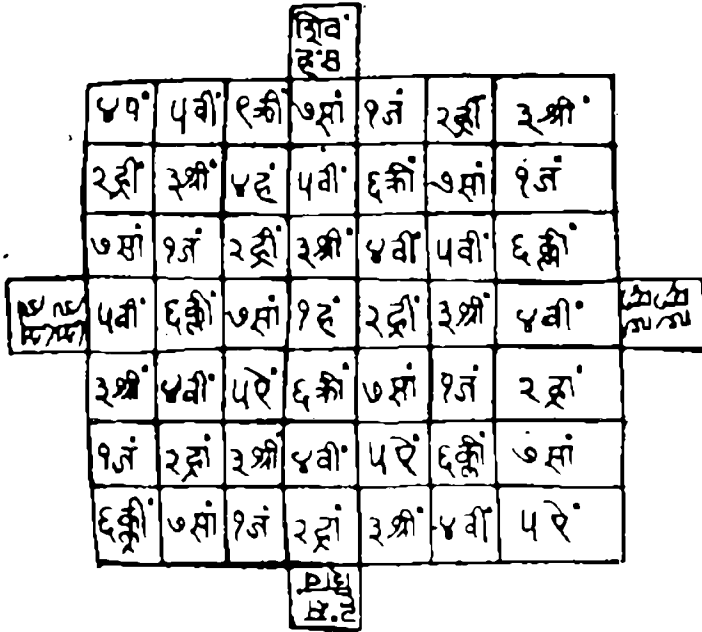 शिवं
४पं ५वीं ९क्रीं ७सां १जं २ह्रीं ३श्रीं
२ह्रीं ३श्रीं ४हं ५वीं ६क्रीं ७सां १जं
७सां १जं २ह्रीं ३श्रीं ४वीं ५वीं ६क्लीं
५वीं ६क्लीं ७सां १हं २ह्रीं ३श्रीं ४वीं
३श्रीं ४वीं ५ऐं ६क्रीं ७सां १जं २ह्रां
१जं २ह्रां ३श्रीं ४वीं ५ऐं ६क्लीं ७सां
६क्लीं ७सां १जं २ह्रां ३श्रीं ४वीं ५ऐं